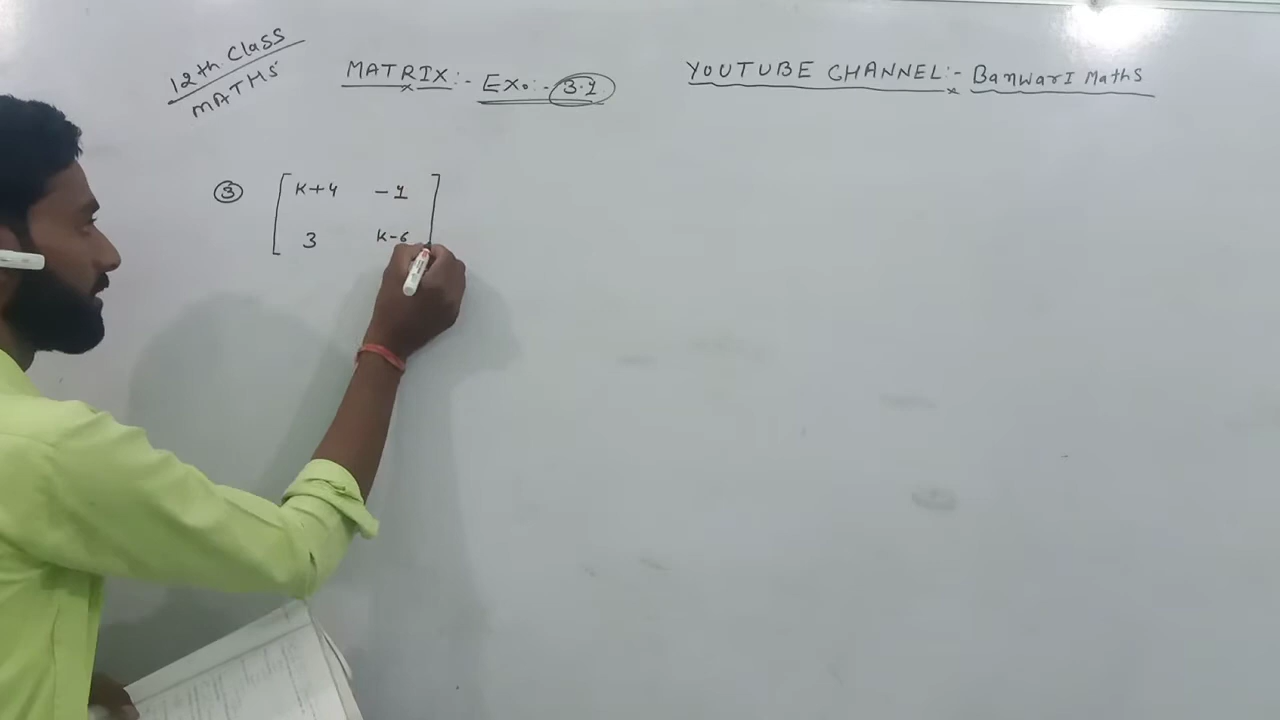 12th Class
MATHS
MATRIX:- Ex.:- 3.1
YOUTUBE CHANNEL:- BanwarI MathS
③ [ K+4 -1
3 K-6 ]